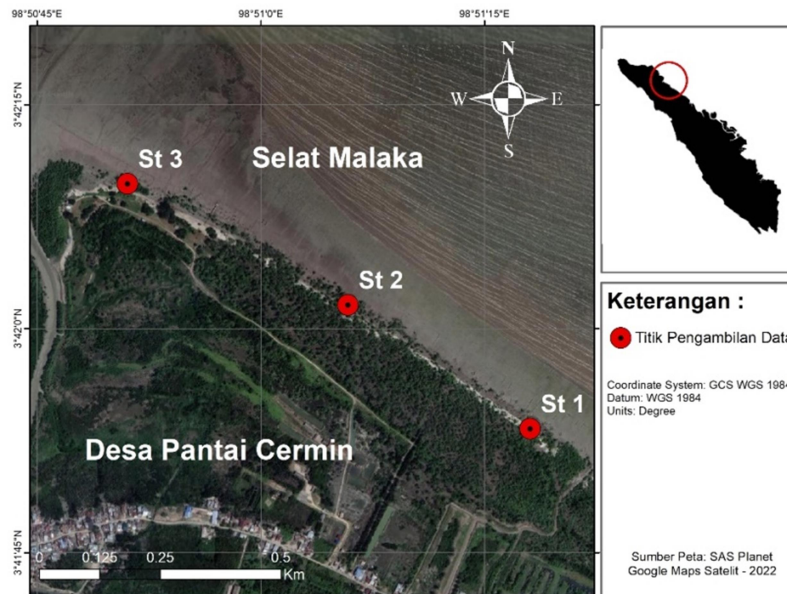 98°50'45"E 98°51'0"E 98°51'15"E
3°42'15"N
3°42'0"N
3°41'45"N
N
W E
S
St 3
Selat Malaka
St 2
St 1
Desa Pantai Cermin
0 0.125 0.25 0.5
Km
Keterangan :
Titik Pengambilan Data
Coordinate System: GCS WGS 1984
Datum: WGS 1984
Units: Degree
Sumber Peta: SAS Planet
Google Maps Satelit - 2022